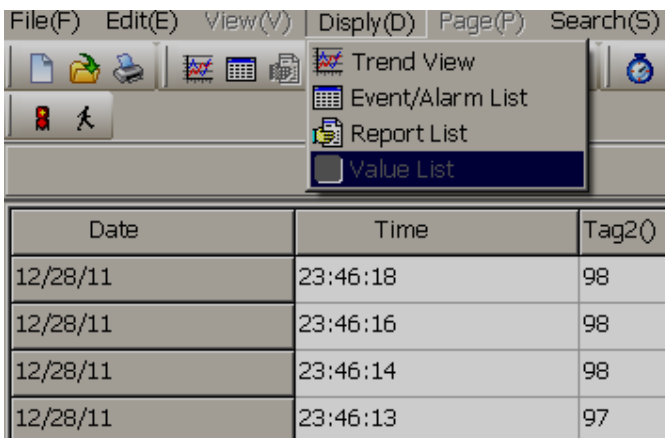 File(F) Edit(E) View(V) Disply(D) Page(P) Search(S)
Trend View
Event/Alarm List
Report List
Value List
Date Time Tag2()
12/28/11 23:46:18 98
12/28/11 23:46:16 98
12/28/11 23:46:14 98
12/28/11 23:46:13 97